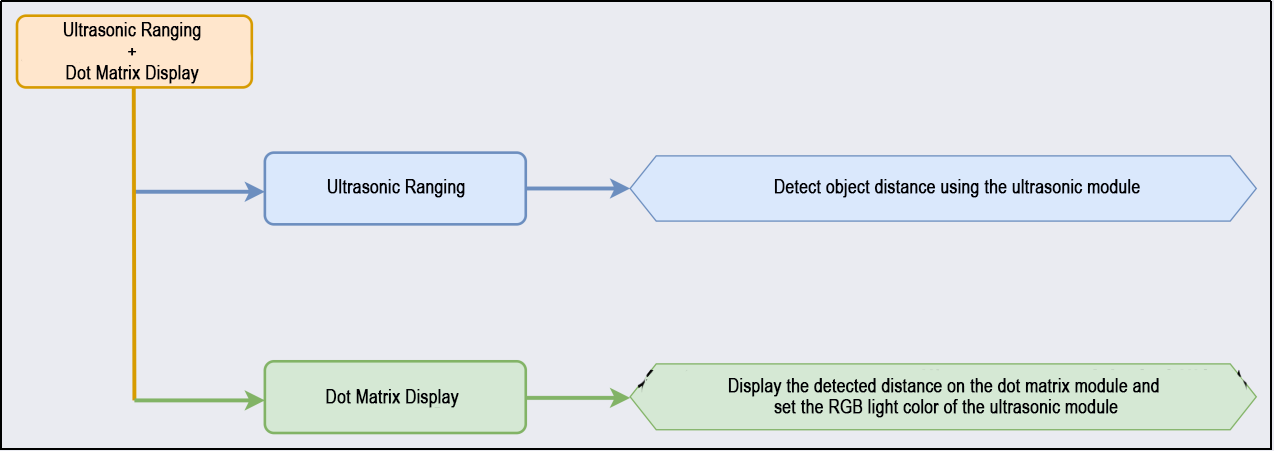 Ultrasonic Ranging
+
Dot Matrix Display
Ultrasonic Ranging
Detect object distance using the ultrasonic module
Dot Matrix Display
Display the detected distance on the dot matrix module and
set the RGB light color of the ultrasonic module